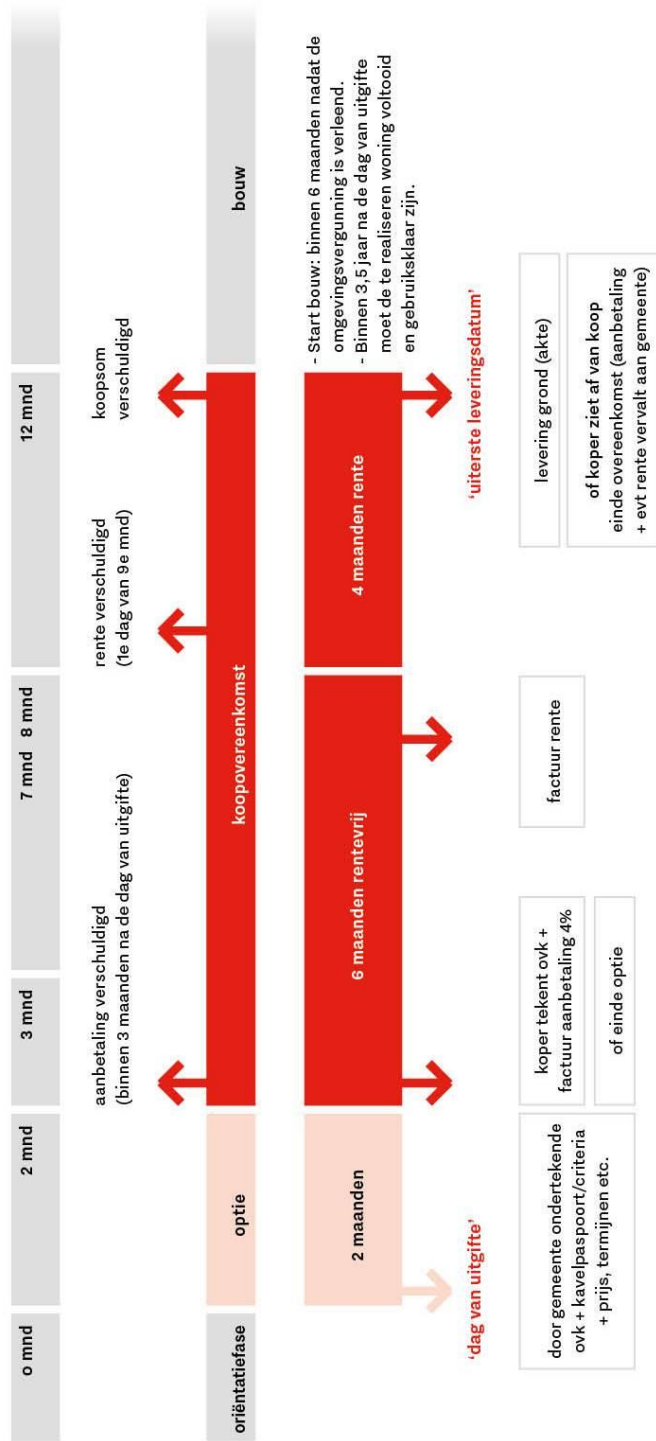 0 mnd
2 mnd
3 mnd
7 mnd
8 mnd
12 mnd
aanbetaling verschuldigd
(binnen 3 maanden na de dag van uitgifte)
rente verschuldigd
(1e dag van 9e mnd)
koopsom
verschuldigd
oriëntatiefase
optie
koopovereenkomst
bouw
2 maanden
6 maanden rentevrij
4 maanden rente
- Start bouw: binnen 6 maanden nadat de
omgevingsvergunning is verleend.
- Binnen 3,5 jaar na de dag van uitgifte
moet de te realiseren woning voltooid
en gebruiksklaar zijn.
‘dag van uitgifte’
‘uiterste leveringsdatum’
door gemeente ondertekende
ovk + kavelpaspoort/criteria
+ prijs, termijnen etc.
koper tekent ovk +
factuur aanbetaling 4%
of einde optie
factuur rente
levering grond (akte)
of koper ziet af van koop
einde overeenkomst (aanbetaling
+ evt rente vervalt aan gemeente)